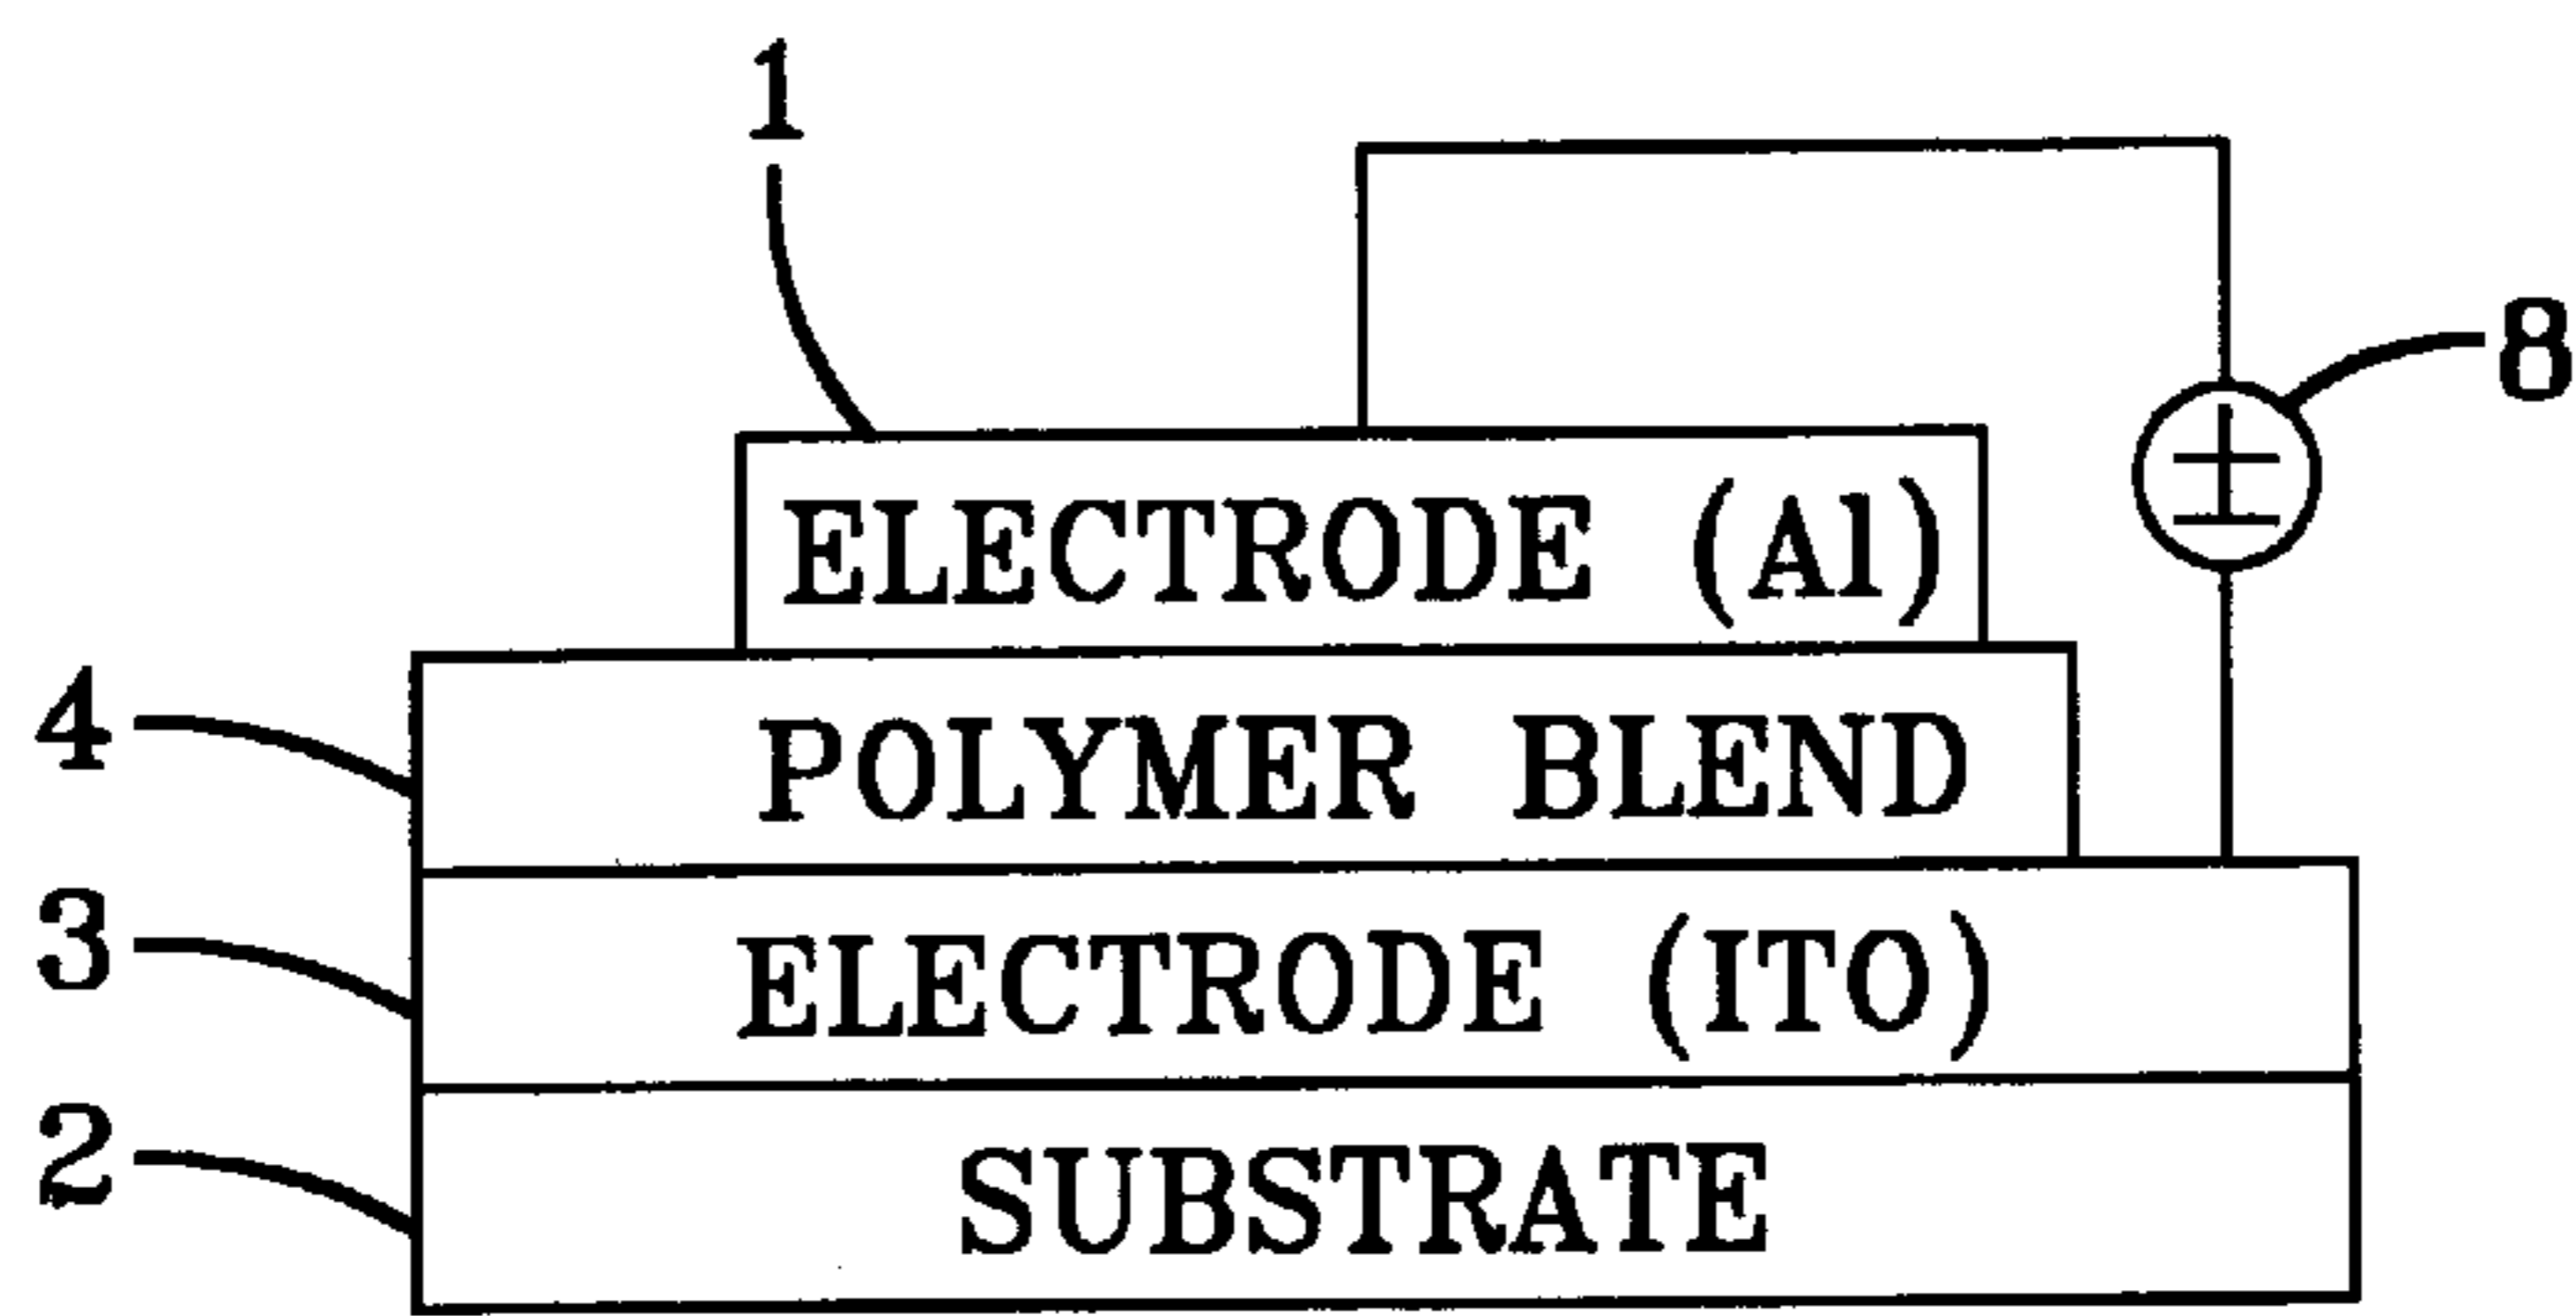 1
8
ELECTRODE (Al)
4 POLYMER BLEND
3 ELECTRODE (ITO)
2 SUBSTRATE